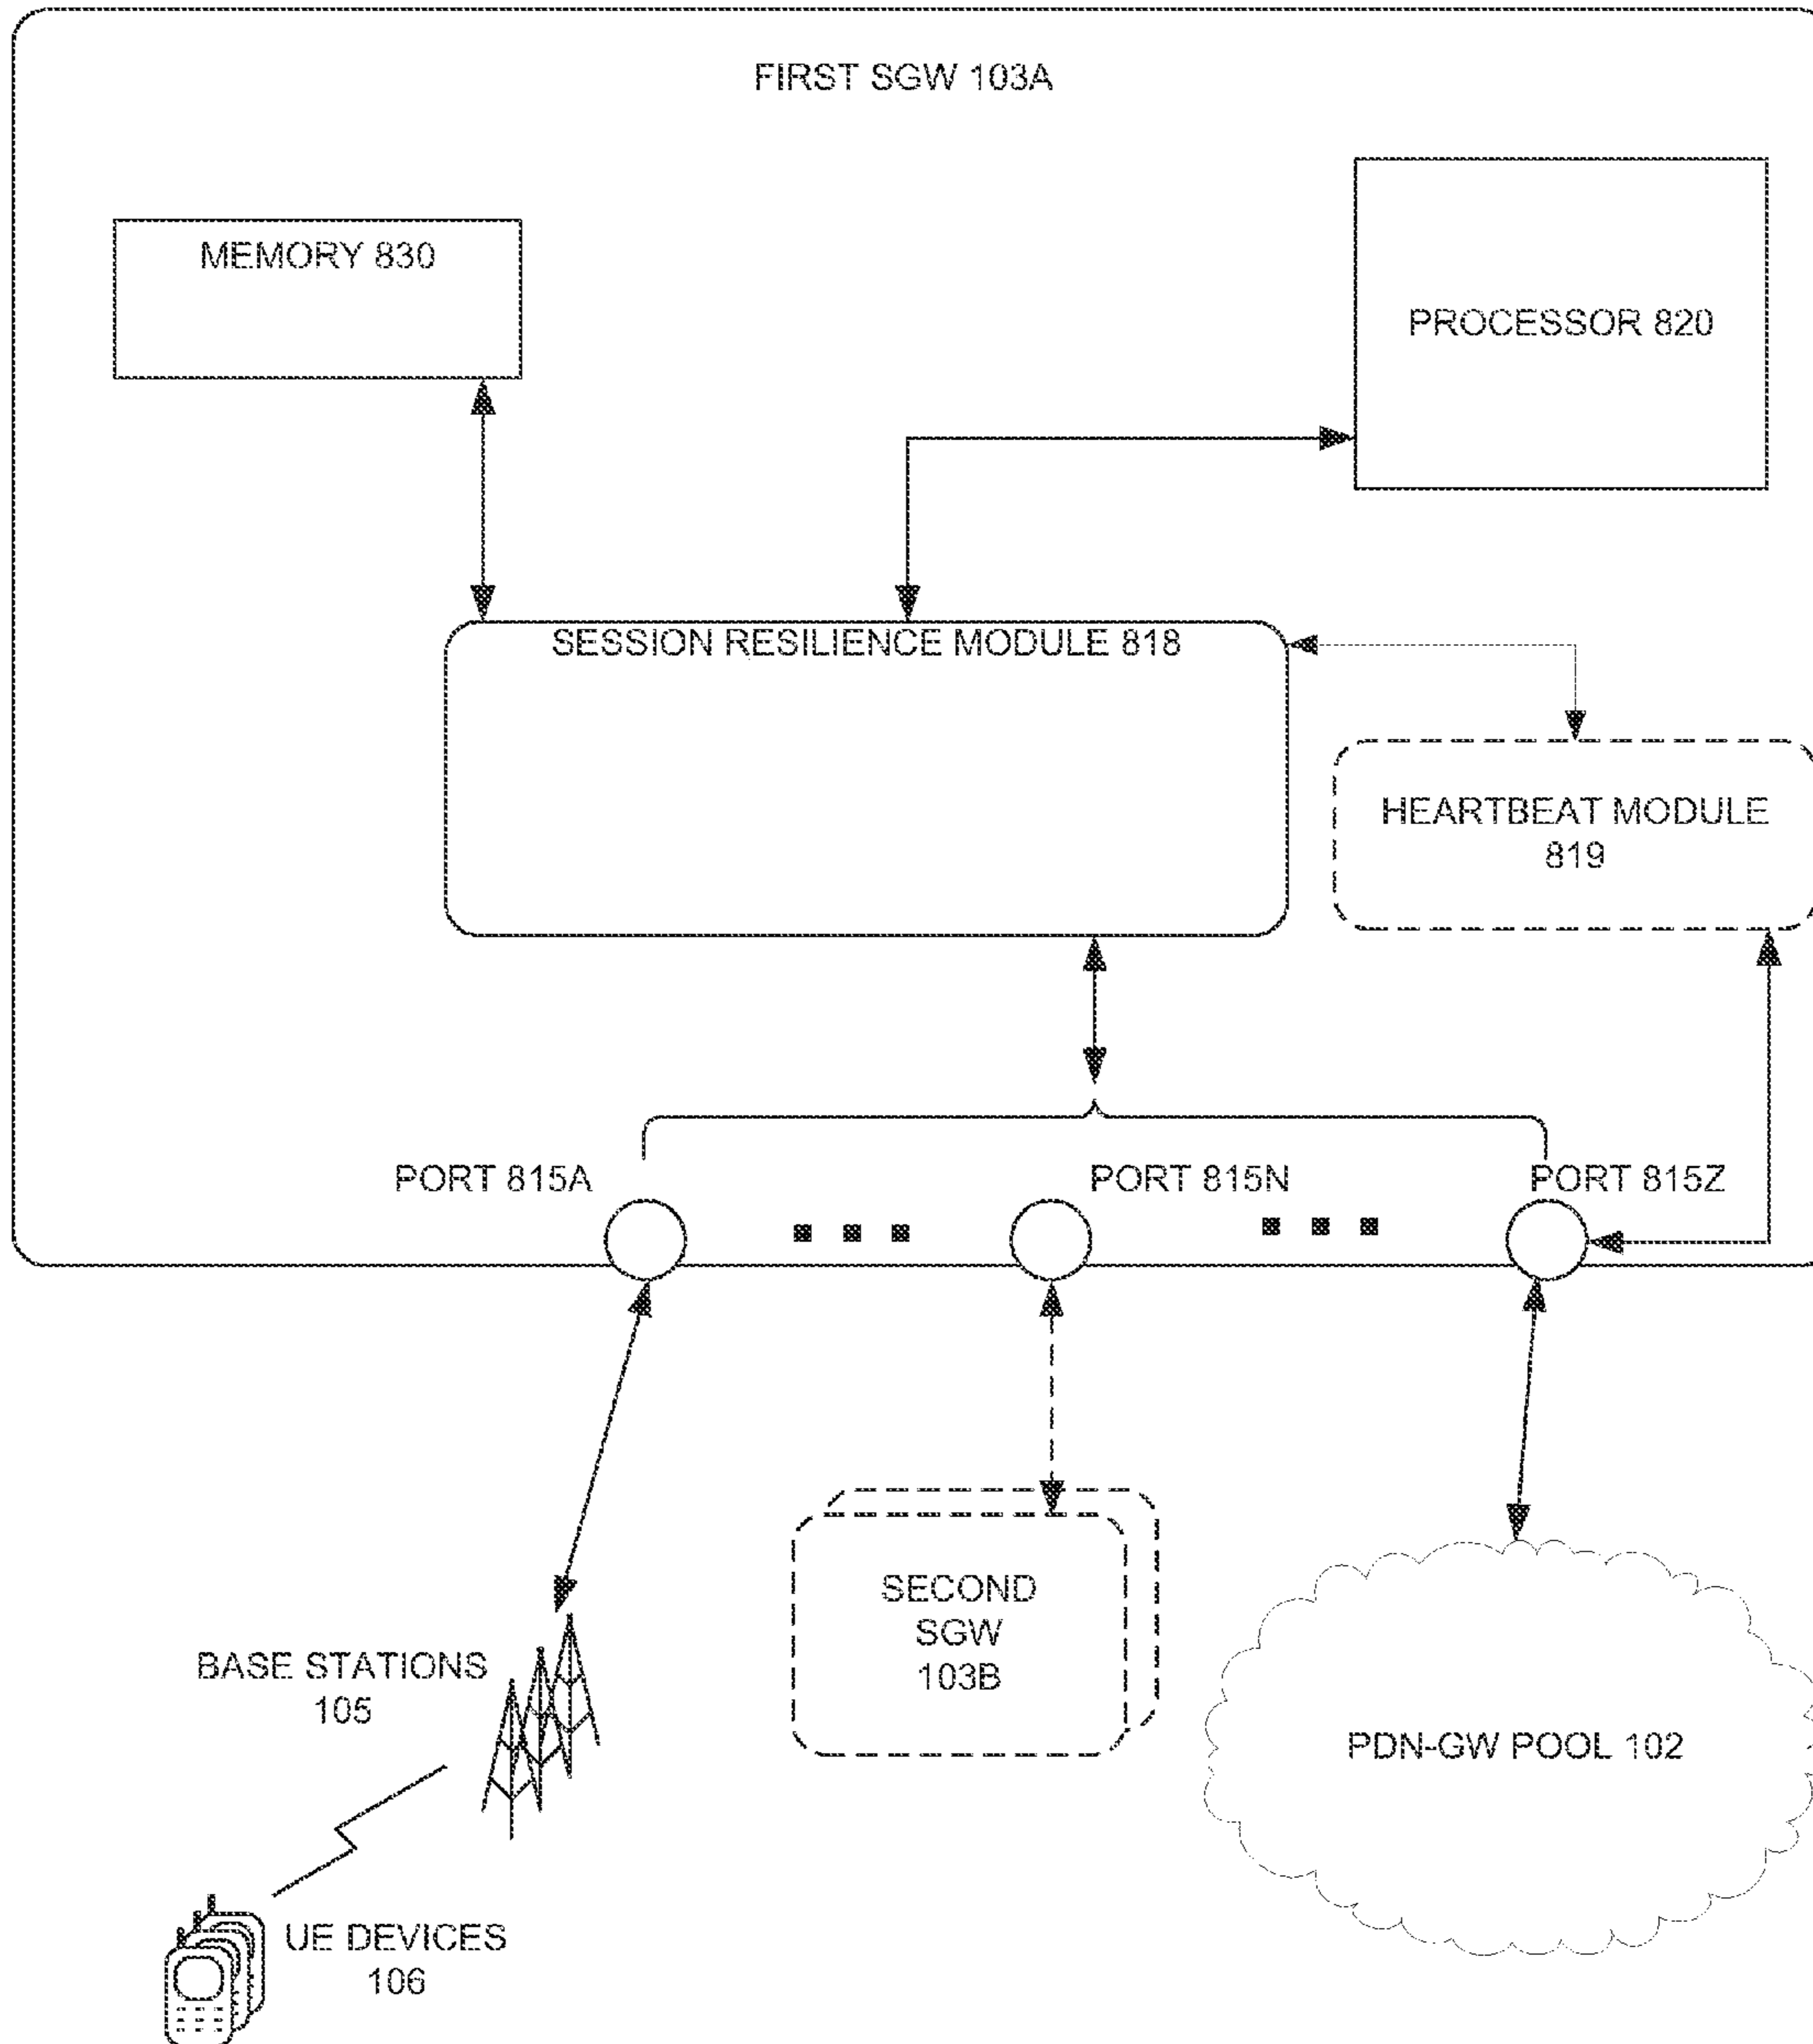 FIRST SGW 103A
MEMORY 830
PROCESSOR 820
SESSION RESILIENCE MODULE 818
HEARTBEAT MODULE
819
PORT 815A
PORT 815N
PORT 815Z
SECOND
SGW
103B
BASE STATIONS
105
PDN-GW POOL 102
UE DEVICES
106